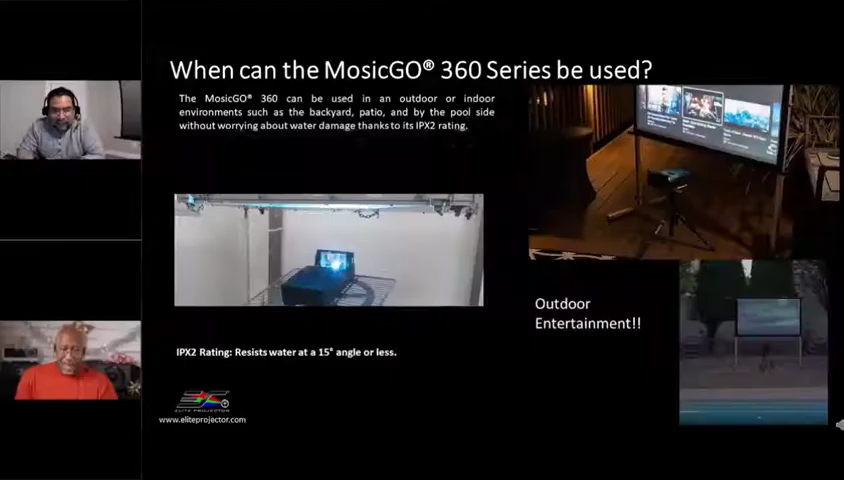 When can the MosicGO® 360 Series be used?
The MosicGO® 360 can be used in an outdoor or indoor
environments such as the backyard, patio, and by the pool side
without worrying about water damage thanks to its IPX2 rating.
Outdoor
Entertainment!!
IPX2 Rating: Resists water at a 15° angle or less.
ELITE PROJECTOR
www.eliteprojector.com